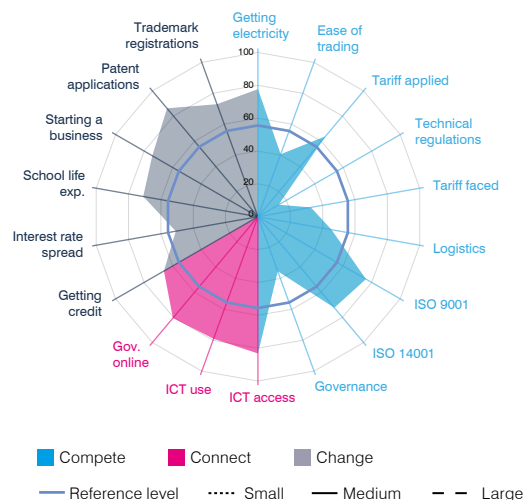 Getting
electricity
Ease of
trading
Tariff applied
Technical
regulations
Tariff faced
Logistics
ISO 9001
ISO 14001
Governance
ICT access
ICT use
Gov.
online
Getting
credit
Interest rate
spread
School life
exp.
Starting a
business
Patent
applications
Trademark
registrations
100
80
60
40
20
0
Compete
Connect
Change
Reference level
Small
Medium
Large